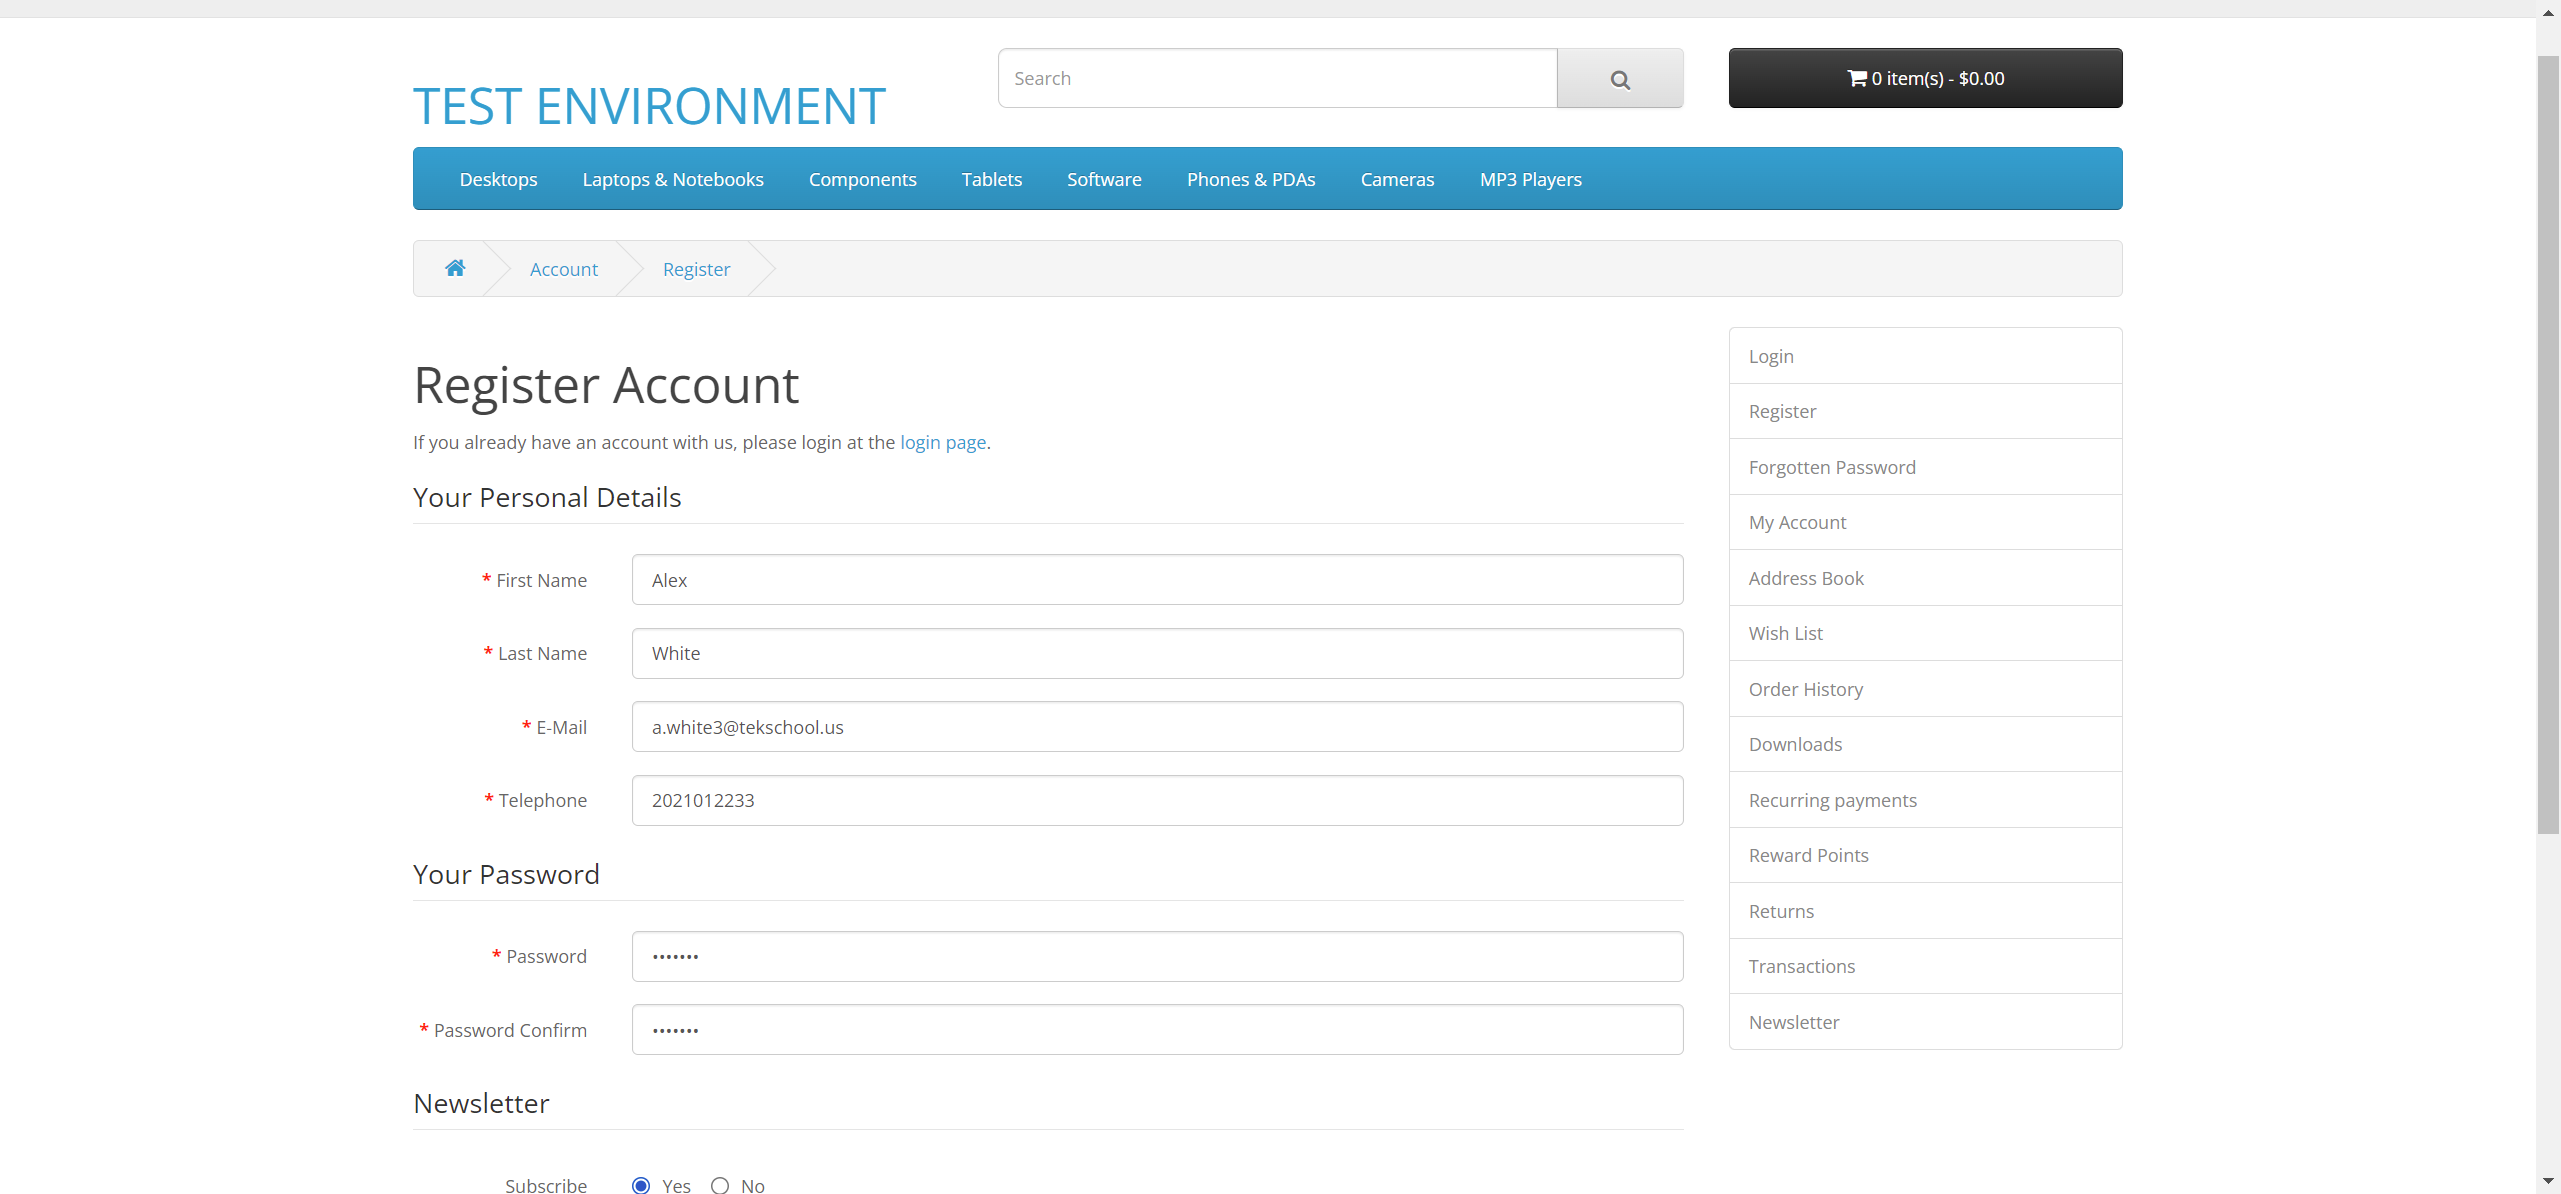 TEST ENVIRONMENT
Search
0 item(s) - $0.00
Desktops Laptops & Notebooks Components Tablets Software Phones & PDAs Cameras MP3 Players
Account Register
Register Account
If you already have an account with us, please login at the login page.
Your Personal Details
* First Name Alex
* Last Name White
* E-Mail a.white3@tekschool.us
* Telephone 2021012233
Your Password
* Password •••••••
* Password Confirm •••••••
Newsletter
Subscribe Yes No
Login
Register
Forgotten Password
My Account
Address Book
Wish List
Order History
Downloads
Recurring payments
Reward Points
Returns
Transactions
Newsletter